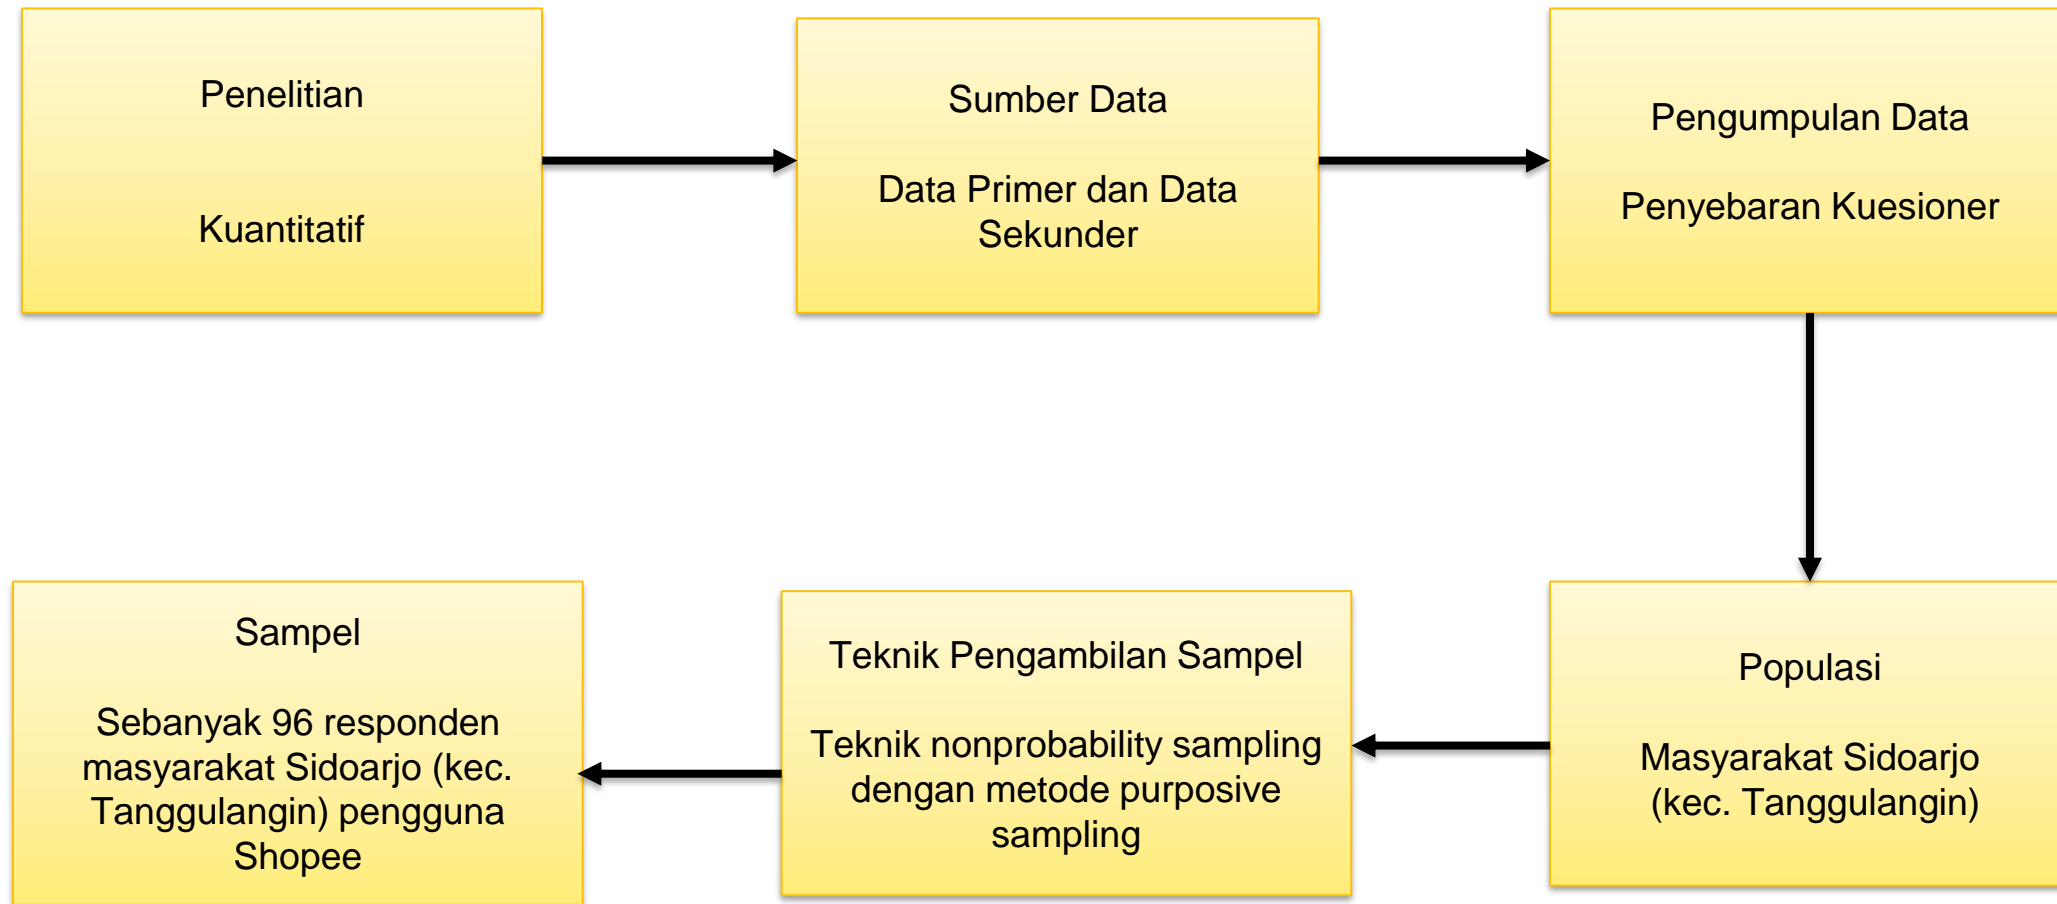 Penelitian
Kuantitatif
Sumber Data
Data Primer dan Data
Sekunder
Pengumpulan Data
Penyebaran Kuesioner
Populasi
Masyarakat Sidoarjo
(kec. Tanggulangin)
Teknik Pengambilan Sampel
Teknik nonprobability sampling
dengan metode purposive
sampling
Sampel
Sebanyak 96 responden
masyarakat Sidoarjo (kec.
Tanggulangin) pengguna
Shopee